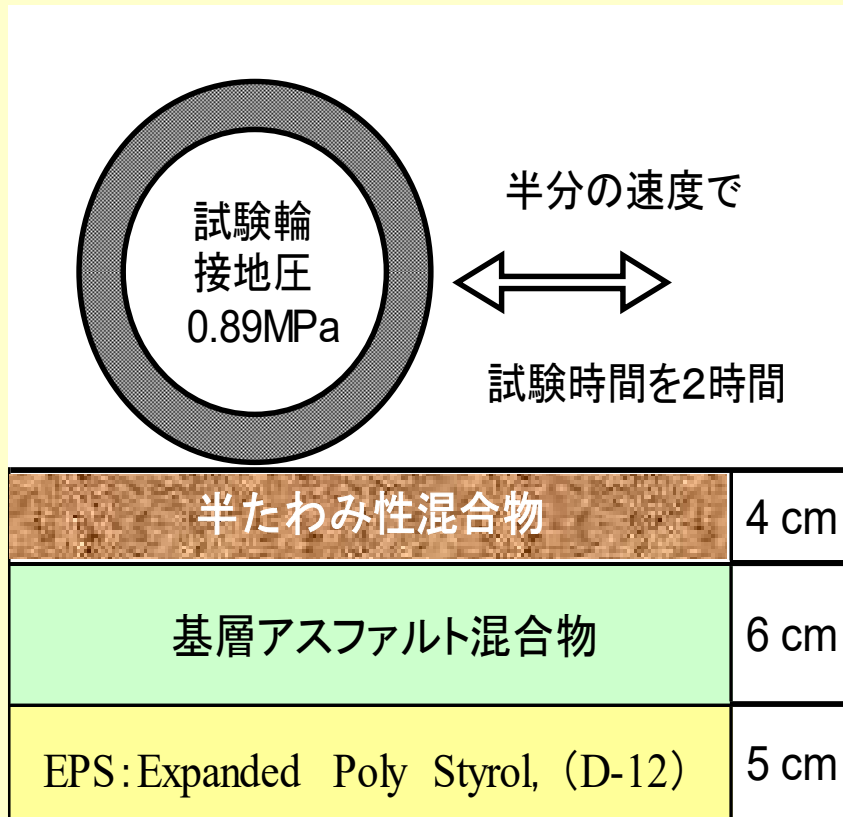 試験輪
接地圧
0.89MPa
半分の速度で
試験時間を2時間
半たわみ性混合物
4 cm
基層アスファルト混合物
6 cm
EPS:Expanded Poly Styrol,（D-12）
5 cm